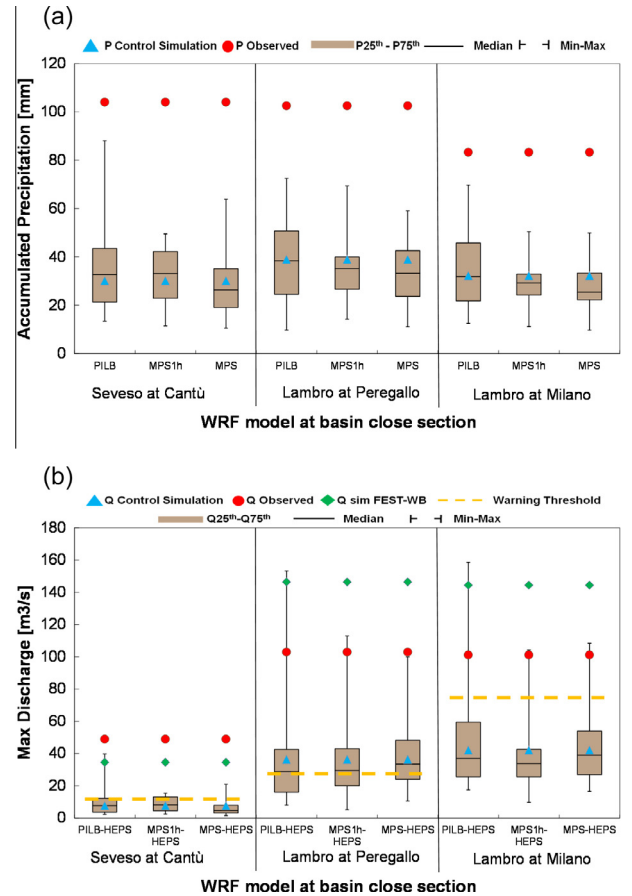 (a)
P Control Simulation P Observed P25th - P75th Median Min-Max
Accumulated Precipitation [mm]
120
100
80
60
40
20
0
PILB MPS1h MPS PILB MPS1h MPS PILB MPS1h MPS
Seveso at Cantù Lambro at Peregallo Lambro at Milano
WRF model at basin close section
(b)
Q Control Simulation Q Observed Q sim FEST-WB Warning Threshold
Q25th-Q75th Median Min-Max
Max Discharge [m3/s]
180
160
140
120
100
80
60
40
20
0
PILB-HEPS MPS1h- MPS-HEPS PILB-HEPS MPS1h- MPS-HEPS PILB-HEPS MPS1h- MPS-HEPS
HEPS HEPS HEPS
Seveso at Cantù Lambro at Peregallo Lambro at Milano
WRF model at basin close section